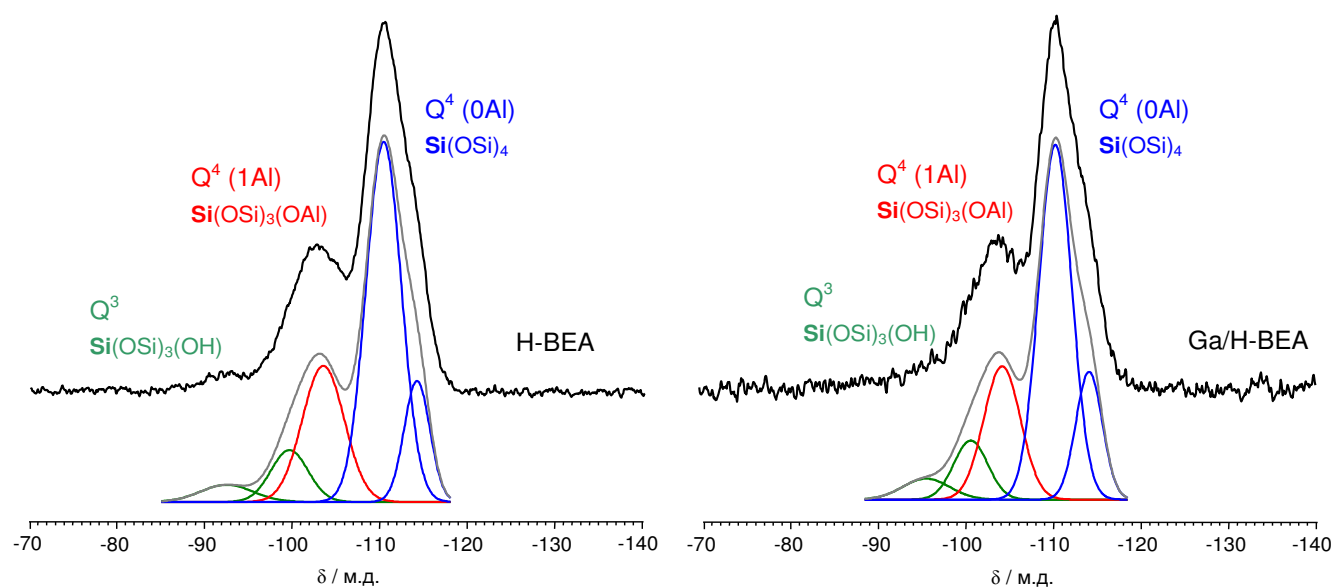 Q⁴ (0Al)
Si(OSi)₄
Q⁴ (1Al)
Si(OSi)₃(OAl)
Q³
Si(OSi)₃(OH)
H-BEA
-70 -80 -90 -100 -110 -120 -130 -140
δ / м.д.
Q⁴ (0Al)
Si(OSi)₄
Q⁴ (1Al)
Si(OSi)₃(OAl)
Q³
Si(OSi)₃(OH)
Ga/H-BEA
-70 -80 -90 -100 -110 -120 -130 -140
δ / м.д.